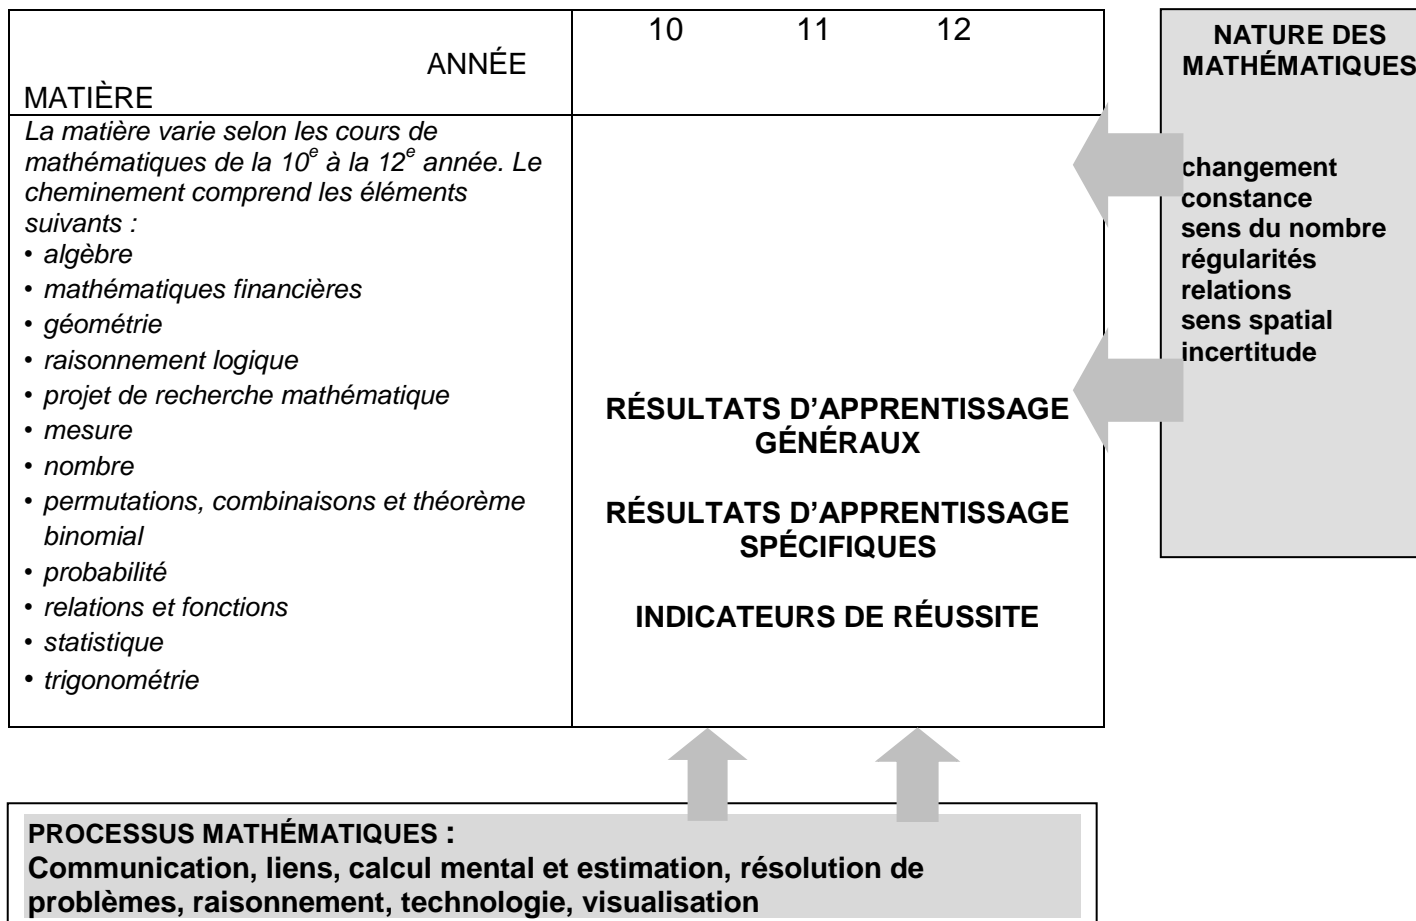 10 11 12
ANNÉE
MATIÈRE
La matière varie selon les cours de
mathématiques de la 10e à la 12e année. Le
cheminement comprend les éléments
suivants :
• algèbre
• mathématiques financières
• géométrie
• raisonnement logique
• projet de recherche mathématique
• mesure
• nombre
• permutations, combinaisons et théorème
binomial
• probabilité
• relations et fonctions
• statistique
• trigonométrie
RÉSULTATS D’APPRENTISSAGE
GÉNÉRAUX
RÉSULTATS D’APPRENTISSAGE
SPÉCIFIQUES
INDICATEURS DE RÉUSSITE
NATURE DES
MATHÉMATIQUES
changement
constance
sens du nombre
régularités
relations
sens spatial
incertitude
PROCESSUS MATHÉMATIQUES :
Communication, liens, calcul mental et estimation, résolution de
problèmes, raisonnement, technologie, visualisation